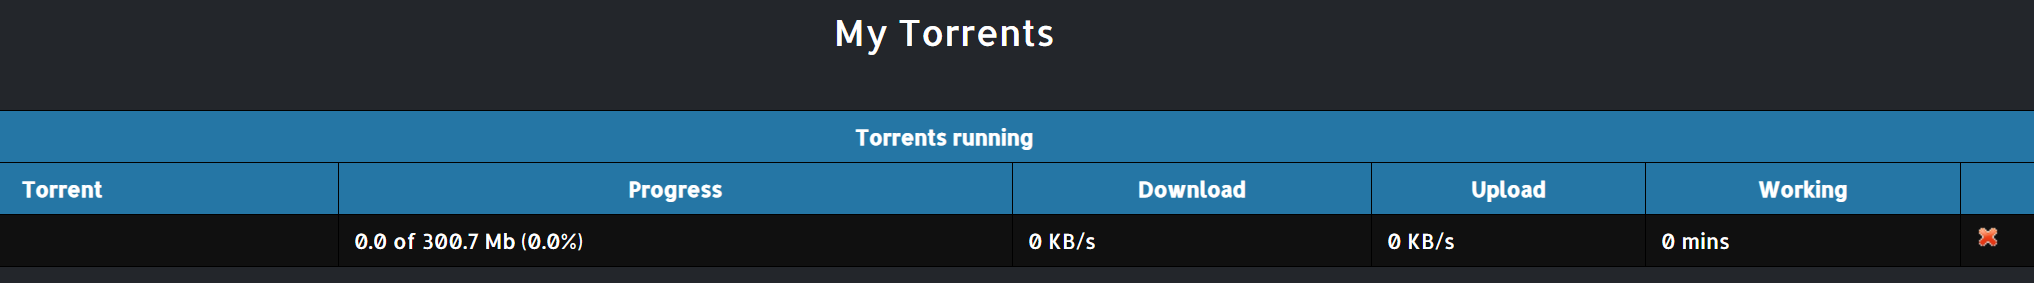 My Torrents
Torrents running
Torrent Progress Download Upload Working
0.0 of 300.7 Mb (0.0%) 0 KB/s 0 KB/s 0 mins